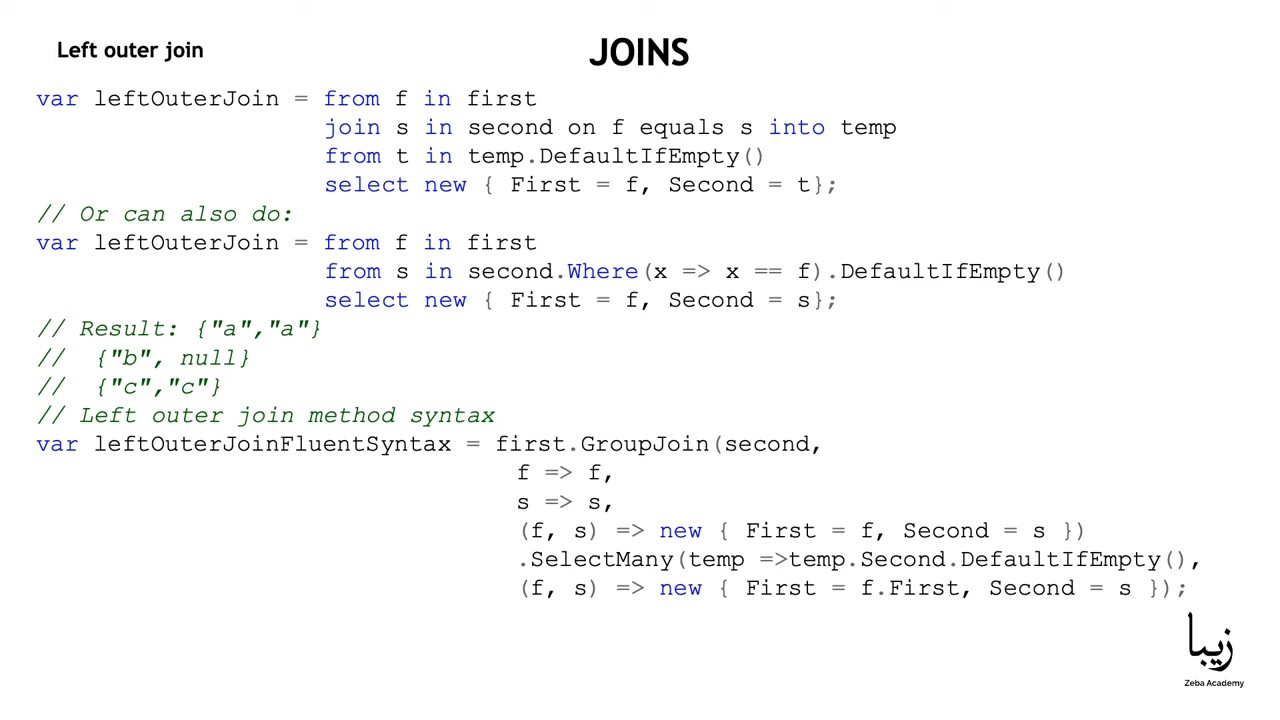 Left outer join
JOINS
var leftOuterJoin = from f in first
join s in second on f equals s into temp
from t in temp.DefaultIfEmpty()
select new { First = f, Second = t};
// Or can also do:
var leftOuterJoin = from f in first
from s in second.Where(x => x == f).DefaultIfEmpty()
select new { First = f, Second = s};
// Result: {"a","a"}
//  {"b", null}
//  {"c","c"}
// Left outer join method syntax
var leftOuterJoinFluentSyntax = first.GroupJoin(second,
f => f,
s => s,
(f, s) => new { First = f, Second = s })
.SelectMany(temp =>temp.Second.DefaultIfEmpty(),
(f, s) => new { First = f.First, Second = s });
زيبا
Zeba Academy